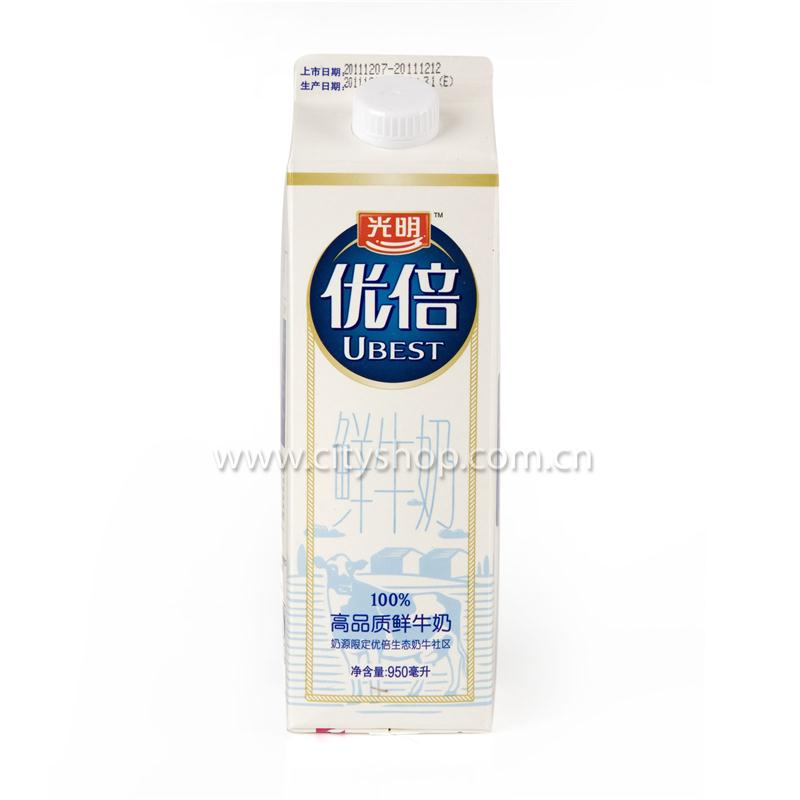 上市日期:20111207-20111212
生产日期:
光明
TM
优倍
UBEST
鲜牛奶
www.cityshop.com.cn
100%
高品质鲜牛奶
奶源限定优倍生态奶牛社区
净含量:950毫升